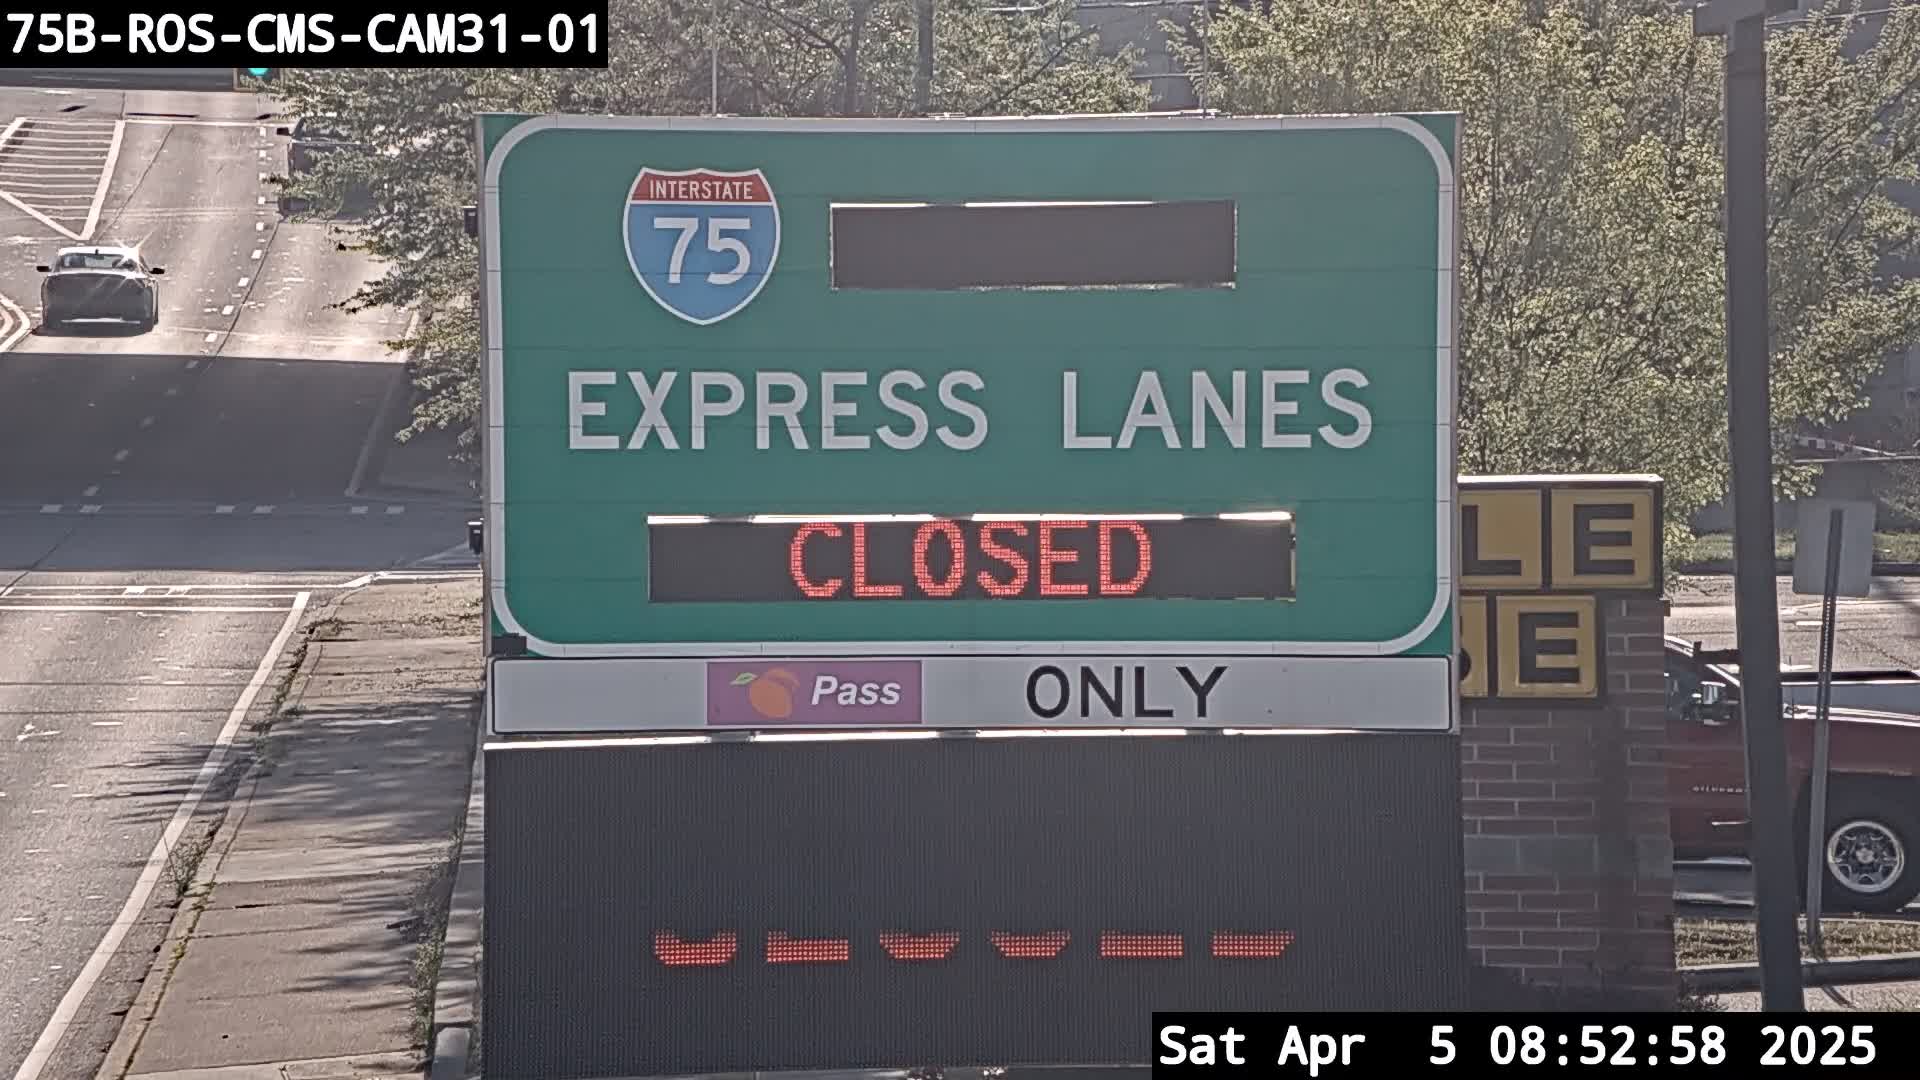 75B-ROS-CMS-CAM31-01
INTERSTATE
75
EXPRESS LANES
CLOSED
Pass ONLY
LE
E
Sat Apr 5 08:52:58 2025